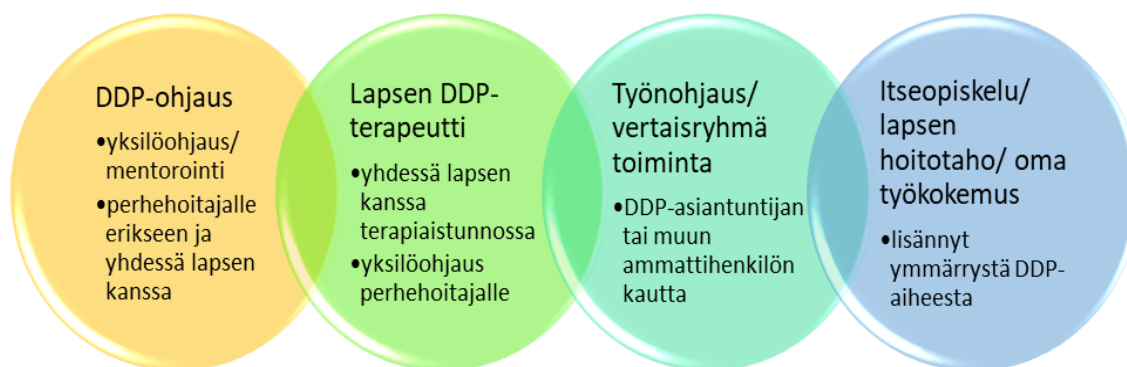 DDP-ohjaus
•yksilöohjaus/
mentorointi
•perhehoitajalle
erikseen ja
yhdessä lapsen
kanssa
Lapsen DDP-
terapeutti
•yhdessä lapsen
kanssa
terapiaistunnossa
•yksilöohjaus
perhehoitajalle
Työnohjaus/
vertaisryhmä
toiminta
•DDP-asiantuntijan
tai muun
ammattihenkilön
kautta
Itseopiskelu/
lapsen
hoitotaho/ oma
työkokemus
•lisännyt
ymmärrystä DDP-
aiheesta